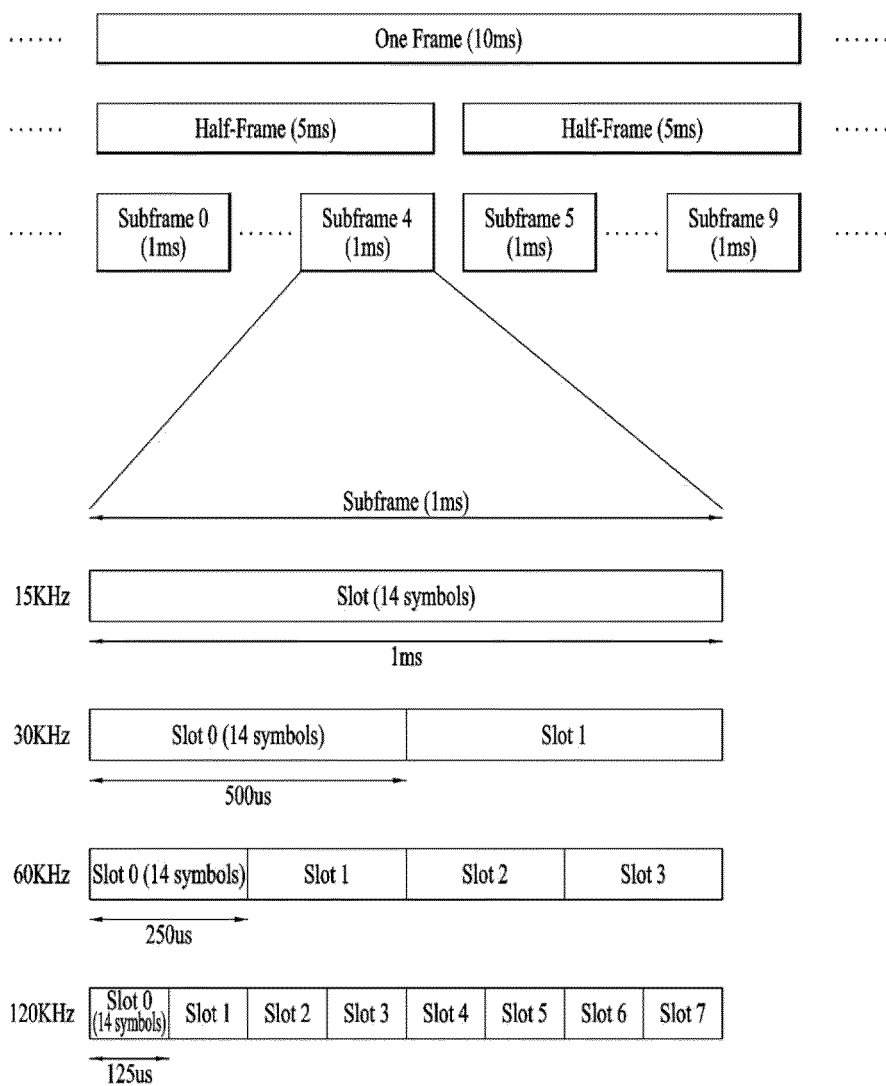 ...... One Frame (10ms) ......
...... Half-Frame (5ms) Half-Frame (5ms) ......
...... Subframe 0 ...... Subframe 4 Subframe 5 ...... Subframe 9 ......
(1ms) (1ms) (1ms) (1ms)
Subframe (1ms)
15KHz Slot (14 symbols)
1ms
30KHz Slot 0 (14 symbols) Slot 1
500us
60KHz Slot 0 (14 symbols) Slot 1 Slot 2 Slot 3
250us
120KHz Slot 0 (14 symbols) Slot 1 Slot 2 Slot 3 Slot 4 Slot 5 Slot 6 Slot 7
125us